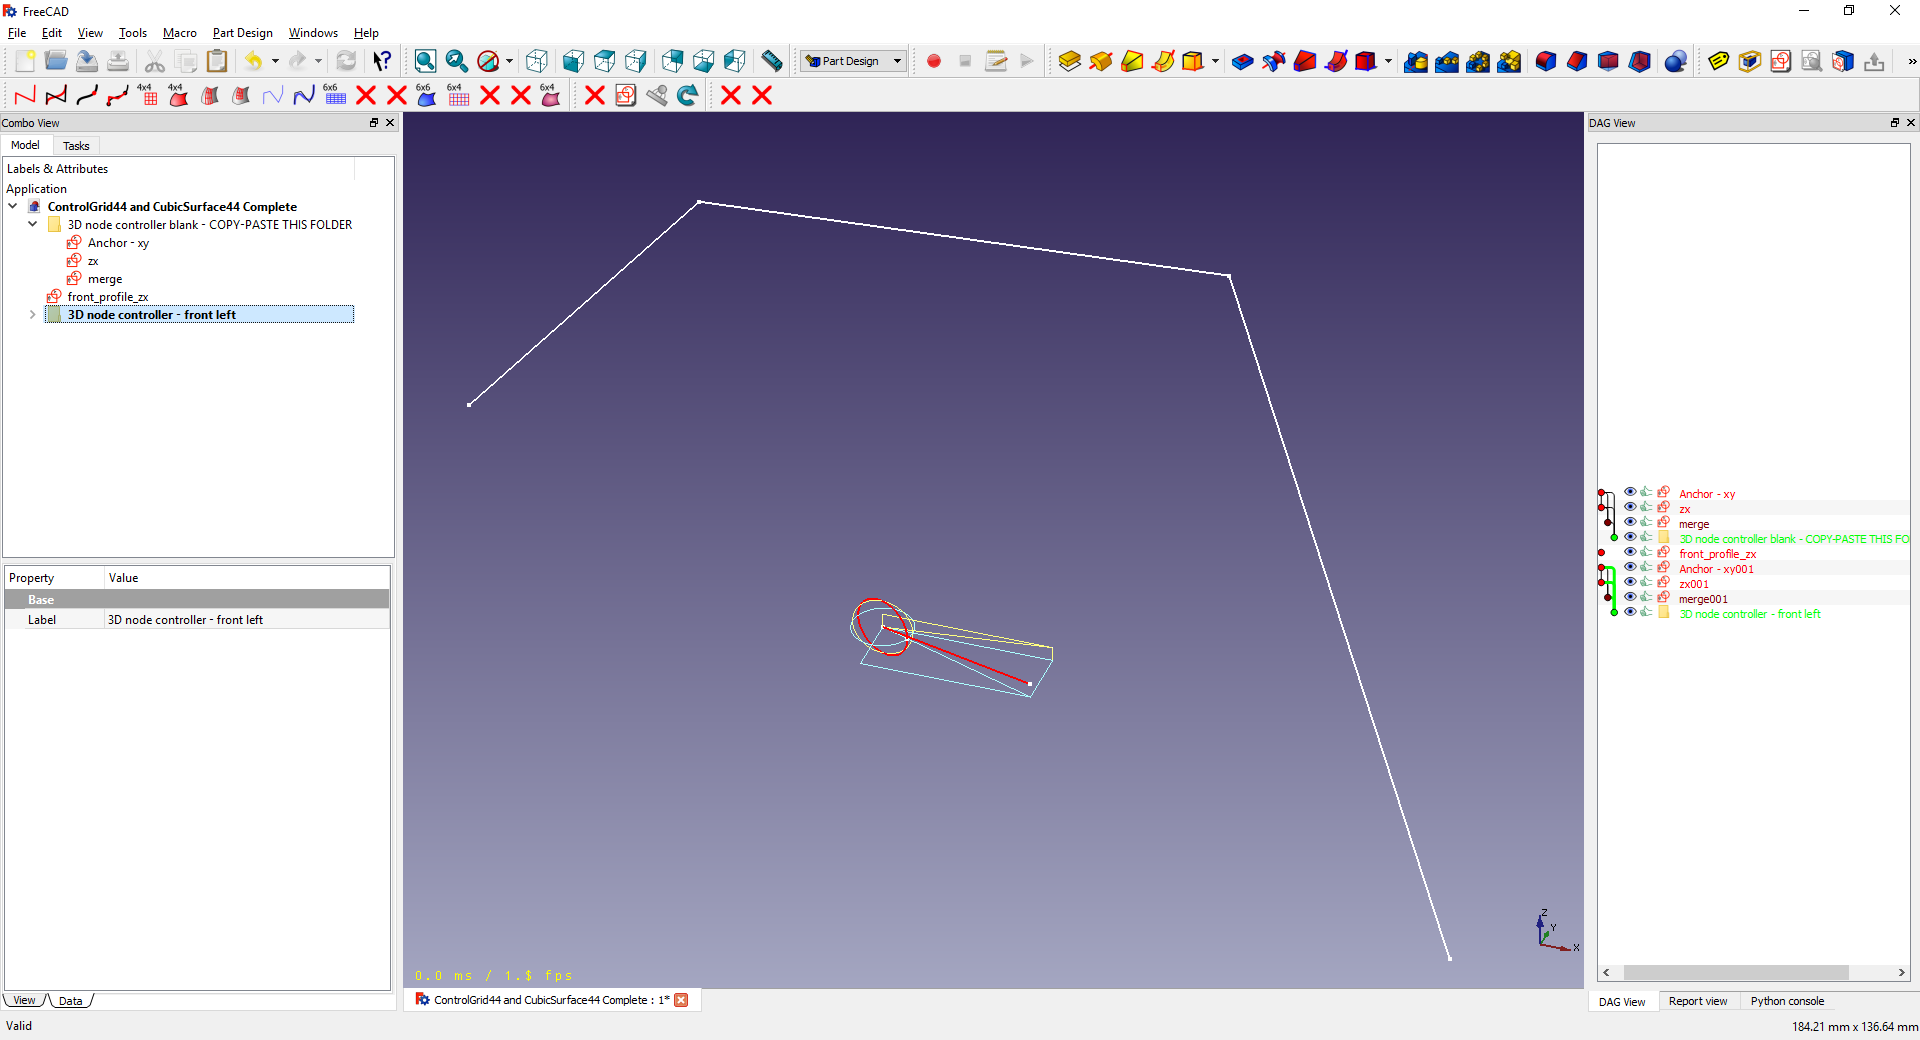 FreeCAD
File Edit View Tools Macro Part Design Windows Help
Part Design
4x4 4x4 6x6 6x6 6x4 6x4
Combo View
Model Tasks
Labels & Attributes
Application
ControlGrid44 and CubicSurface44 Complete
3D node controller blank - COPY-PASTE THIS FOLDER
Anchor - xy
zx
merge
front_profile_zx
3D node controller - front left
Property Value
Base
Label 3D node controller - front left
View Data
Valid
0.0 ms / 1.$ fps
Z
Y
X
ControlGrid44 and CubicSurface44 Complete : 1*
DAG View
Anchor - xy
zx
merge
3D node controller blank - COPY-PASTE THIS FO
front_profile_zx
Anchor - xy001
zx001
merge001
3D node controller - front left
DAG View Report view Python console
184.21 mm x 136.64 mm